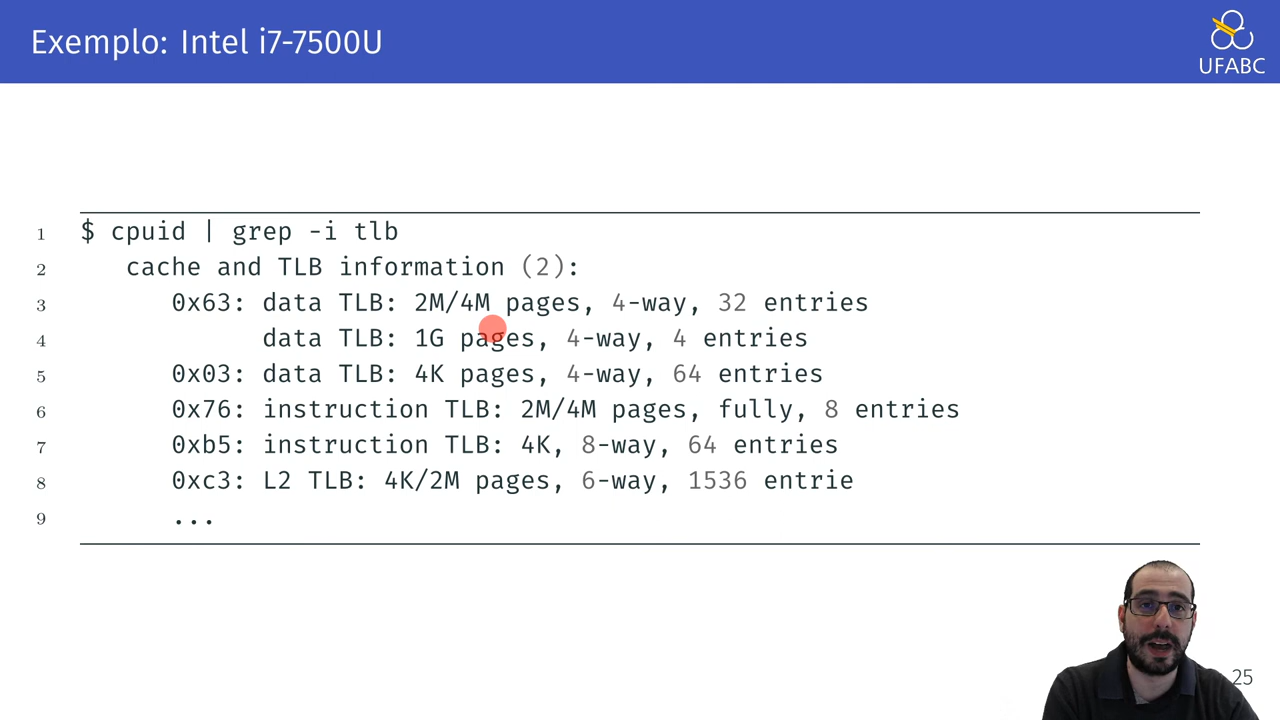 Exemplo: Intel i7-7500U
UFABC
1 $ cpuid | grep -i tlb
2 cache and TLB information (2):
3 0x63: data TLB: 2M/4M pages, 4-way, 32 entries
4 data TLB: 1G pages, 4-way, 4 entries
5 0x03: data TLB: 4K pages, 4-way, 64 entries
6 0x76: instruction TLB: 2M/4M pages, fully, 8 entries
7 0xb5: instruction TLB: 4K, 8-way, 64 entries
8 0xc3: L2 TLB: 4K/2M pages, 6-way, 1536 entrie
9 ...
25